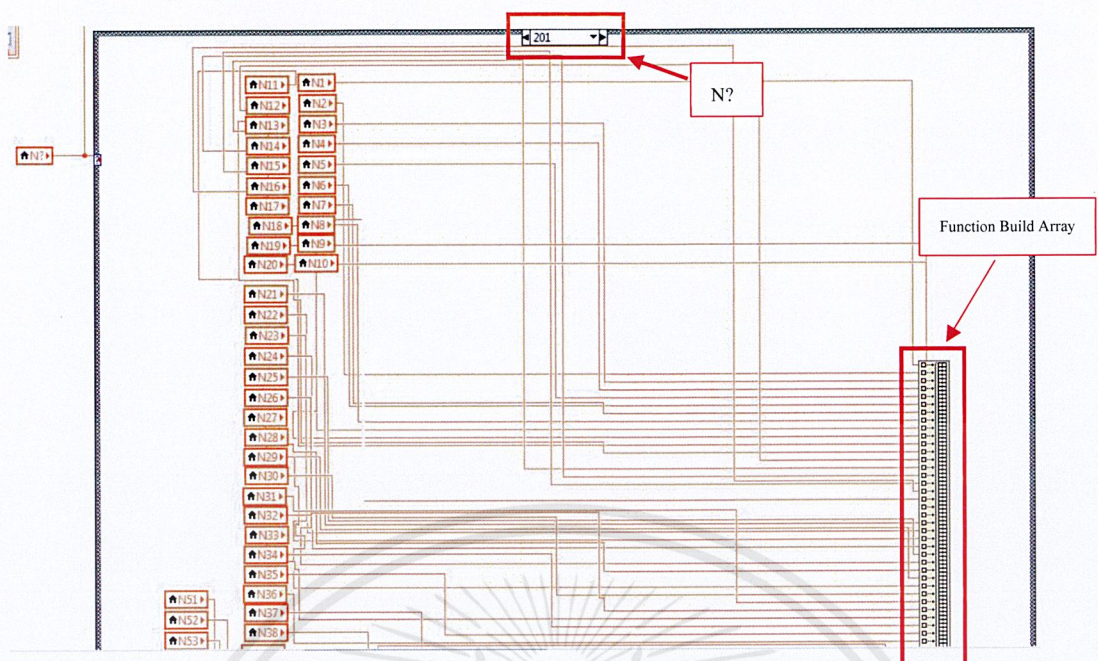 201
N?
N?
Function Build Array
N11 N1
N12 N2
N13 N3
N14 N4
N15 N5
N16 N6
N17 N7
N18 N8
N19 N9
N20 N10
N21
N22
N23
N24
N25
N26
N27
N28
N29
N30
N31
N32
N33
N34
N35
N36
N37
N38
N51
N52
N53